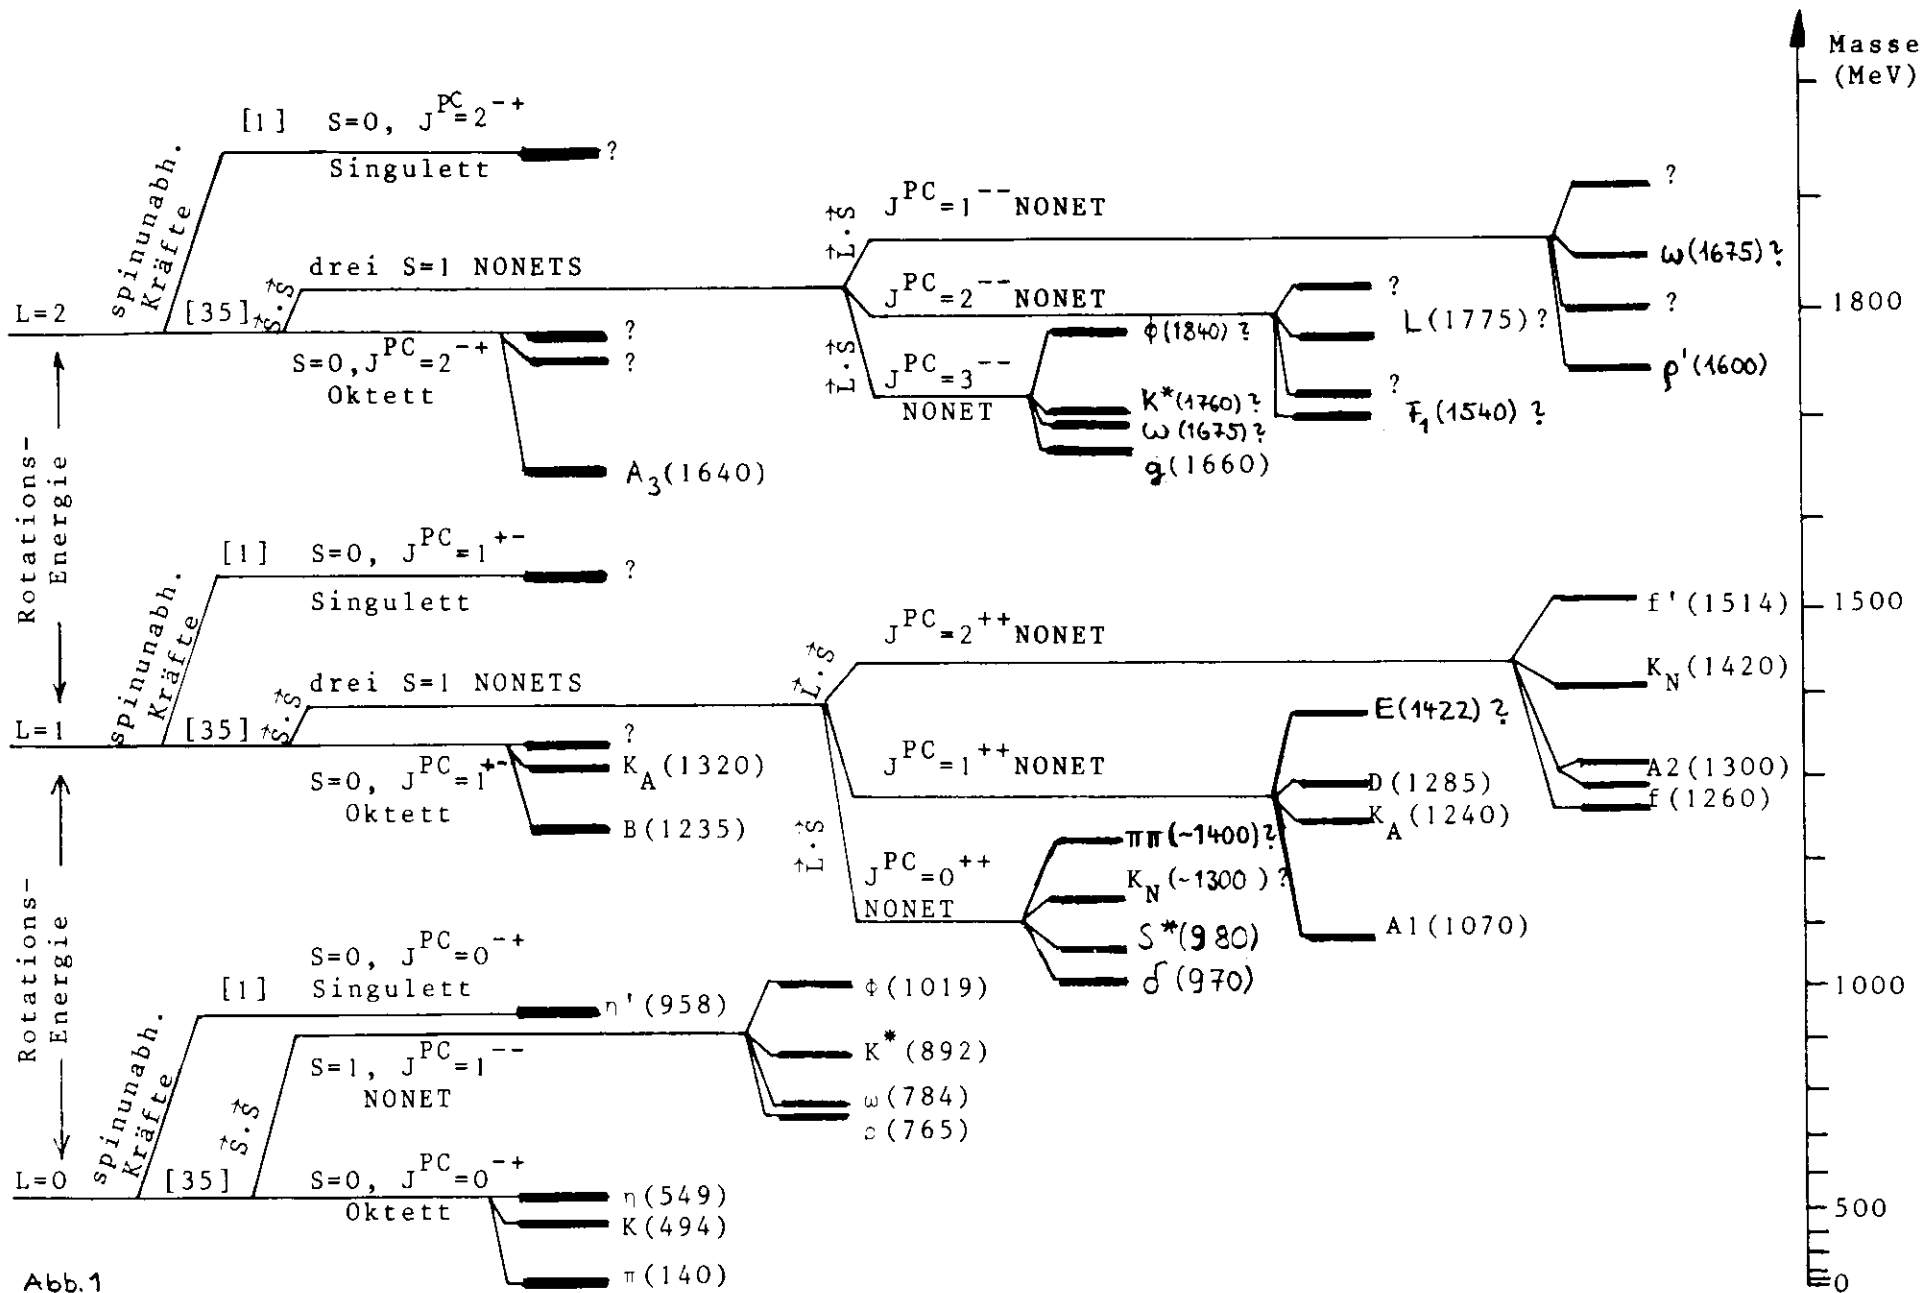 Masse
(MeV)
[1] S=0, J^PC=2^-+
Singulett
?
spinunabh.
Kräfte
drei S=1 NONETS
L=2
[35]
S⃗·S⃗
S=0, J^PC=2^-+
Oktett
?
?
A₃(1640)
L⃗·S⃗
J^PC=1^-- NONET
?
ω(1675)?
?
ρ'(1600)
J^PC=2^-- NONET
?
L(1775)?
?
F₁(1540)?
L⃗·S⃗
J^PC=3^--
NONET
Φ(1840)?
K*(1760)?
ω(1675)?
g(1660)
1800
Rotations-
Energie
[1] S=0, J^PC=1^+-
Singulett
?
spinunabh.
Kräfte
drei S=1 NONETS
L=1
[35]
S⃗·S⃗
S=0, J^PC=1^+-
Oktett
?
K_A(1320)
B(1235)
L⃗·S⃗
J^PC=2^++ NONET
f'(1514)
K_N(1420)
A2(1300)
f(1260)
J^PC=1^++ NONET
E(1422)?
D(1285)
K_A(1240)
A1(1070)
L⃗·S⃗
J^PC=0^++
NONET
ππ(~1400)?
K_N(~1300)?
S*(980)
δ(970)
1500
Rotations-
Energie
S=0, J^PC=0^-+
[1] Singulett
η'(958)
spinunabh.
Kräfte
S⃗·S⃗
S=1, J^PC=1^--
NONET
Φ(1019)
K*(892)
ω(784)
ρ(765)
1000
L=0
[35]
S=0, J^PC=0^-+
Oktett
η(549)
K(494)
π(140)
500
0
Abb.1